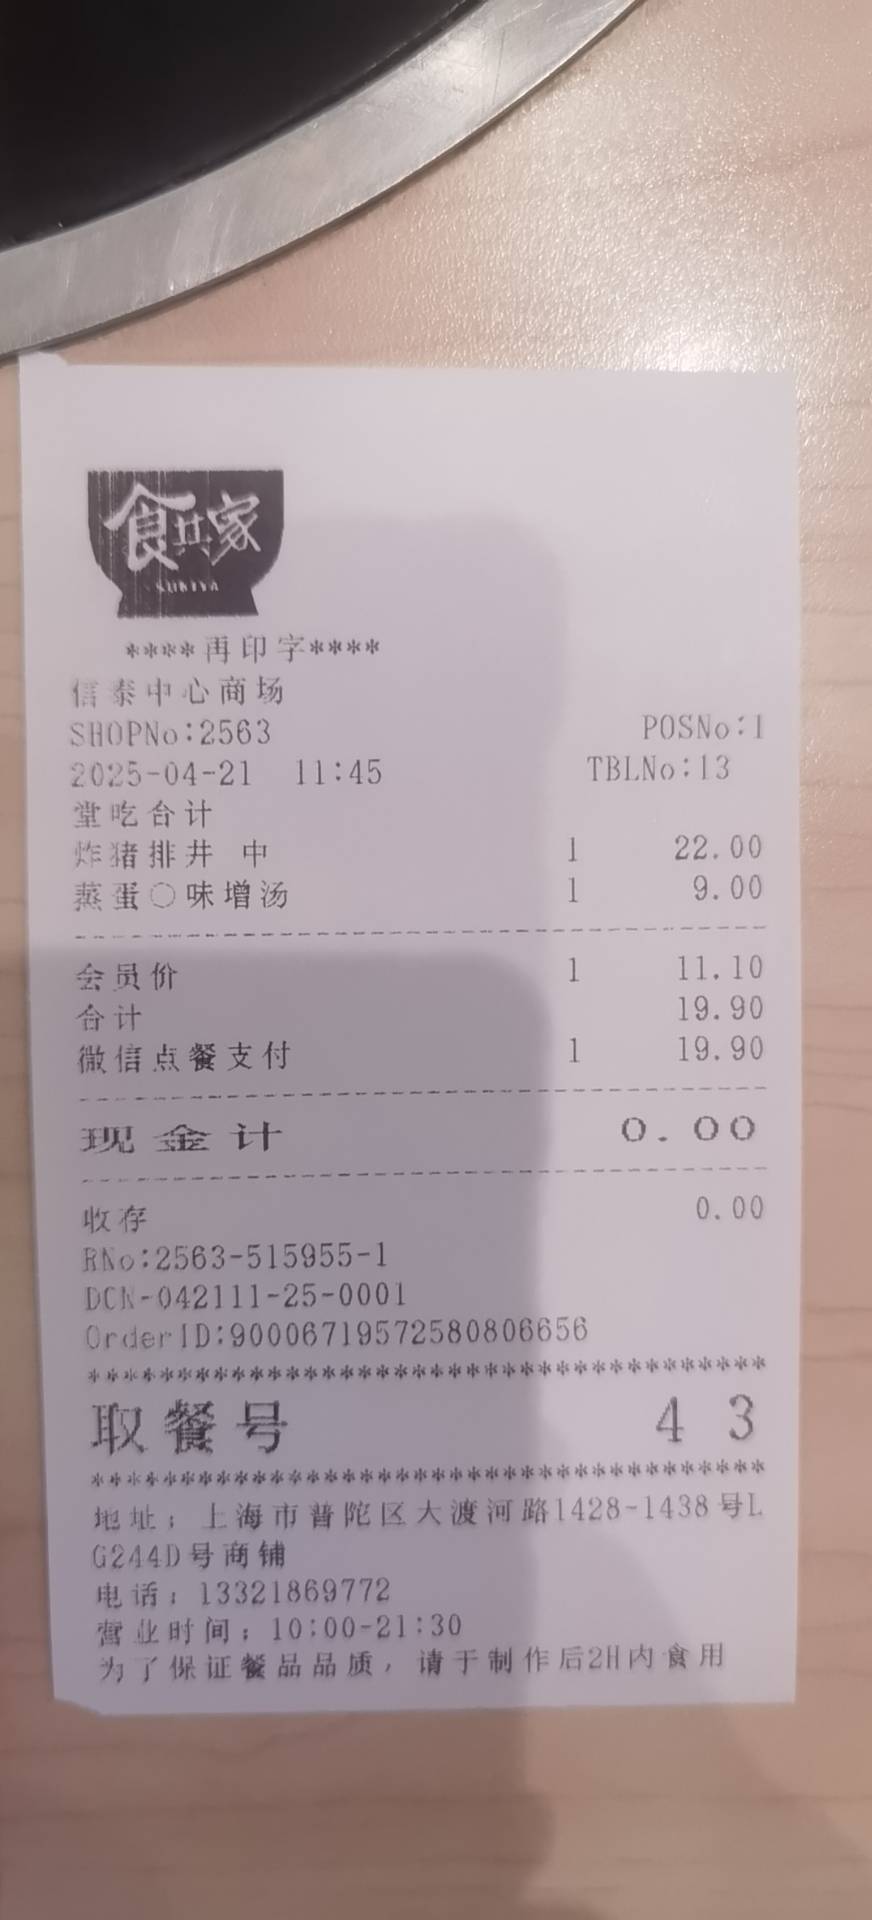 食其家
SUKIYA
****再印字****
信泰中心商场
SHOPNo:2563 POSNo:1
2025-04-21 11:45 TBLNo:13
堂吃合计
炸猪排井 中 1 22.00
蒸蛋〇味增汤 1 9.00
会员价 1 11.10
合计 19.90
微信点餐支付 1 19.90
现金计 0.00
收存 0.00
RNo:2563-515955-1
DCN-042111-25-0001
OrderID:90006719572580806656
**************************************
取餐号 43
**************************************
地址：上海市普陀区大渡河路1428-1438号L
G244D号商铺
电话：13321869772
营业时间：10:00-21:30
为了保证餐品品质，请于制作后2H内食用